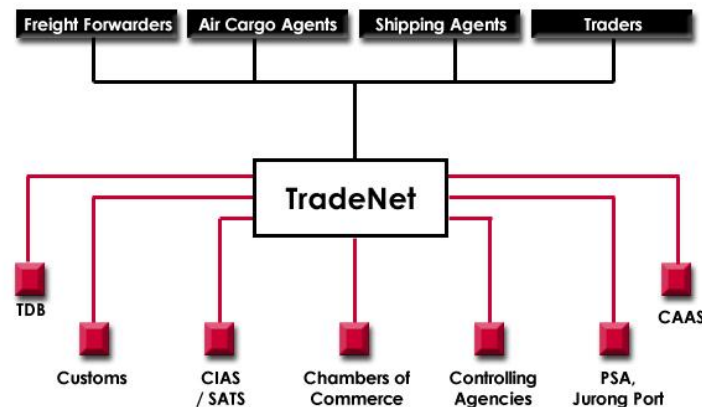 Freight Forwarders
Air Cargo Agents
Shipping Agents
Traders
TradeNet
TDB
CAAS
Customs
CIAS
/ SATS
Chambers of
Commerce
Controlling
Agencies
PSA,
Jurong Port